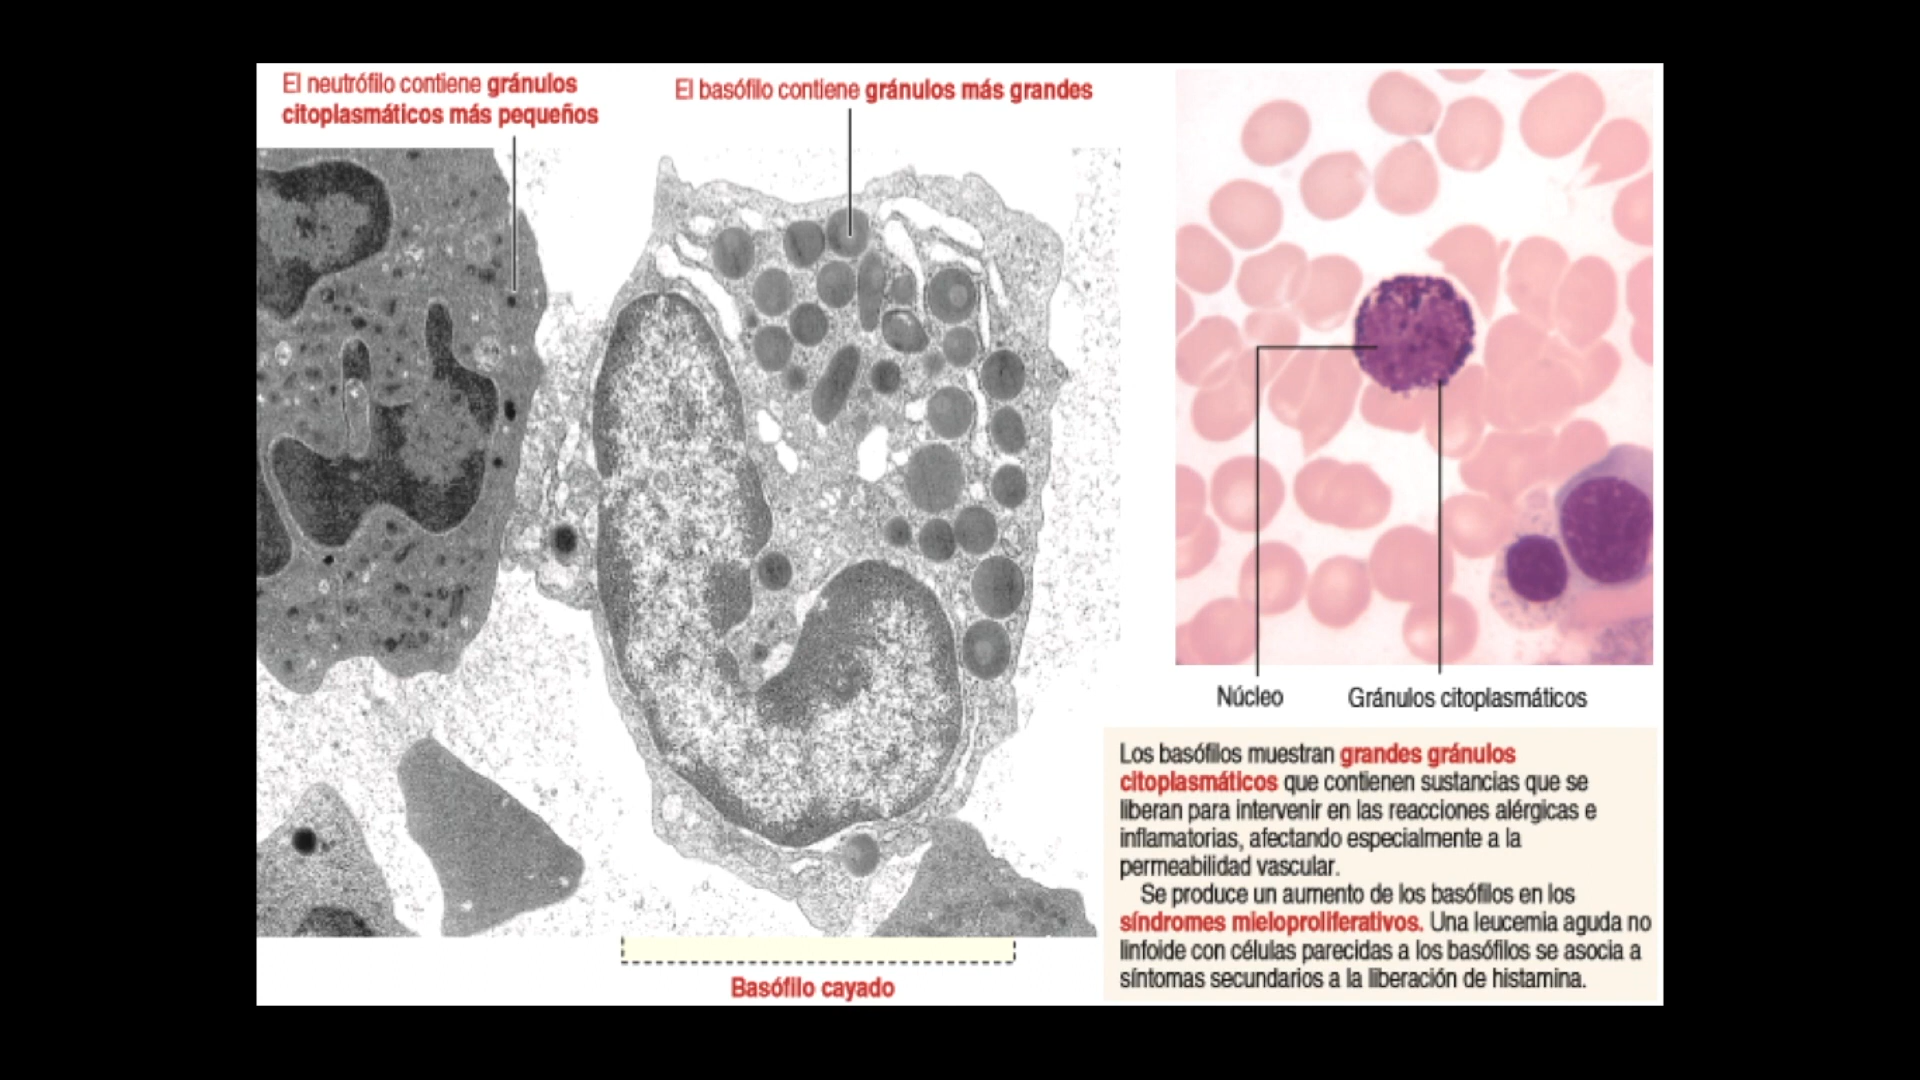 El neutrófilo contiene gránulos
citoplasmáticos más pequeños
El basófilo contiene gránulos más grandes
Basófilo cayado
Núcleo
Gránulos citoplasmáticos
Los basófilos muestran grandes gránulos
citoplasmáticos que contienen sustancias que se
liberan para intervenir en las reacciones alérgicas e
inflamatorias, afectando especialmente a la
permeabilidad vascular.
Se produce un aumento de los basófilos en los
síndromes mieloproliferativos. Una leucemia aguda no
linfoide con células parecidas a los basófilos se asocia a
síntomas secundarios a la liberación de histamina.